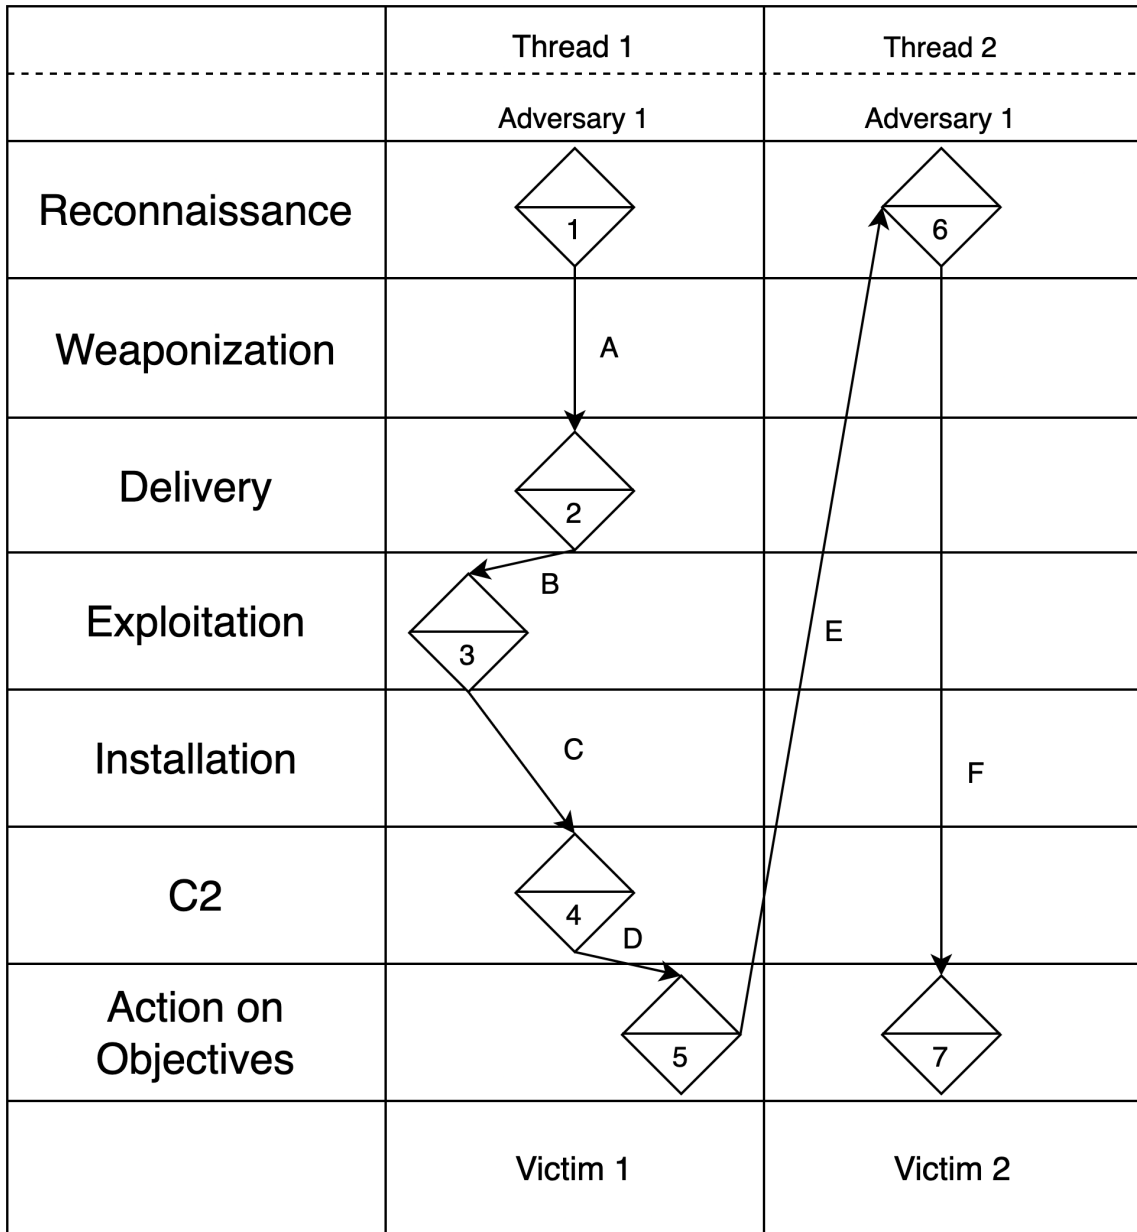 Thread 1
Thread 2
Adversary 1
Adversary 1
Reconnaissance
1
6
Weaponization
A
Delivery
2
B
Exploitation
3
E
Installation
C
F
C2
4
D
Action on
Objectives
5
7
Victim 1
Victim 2